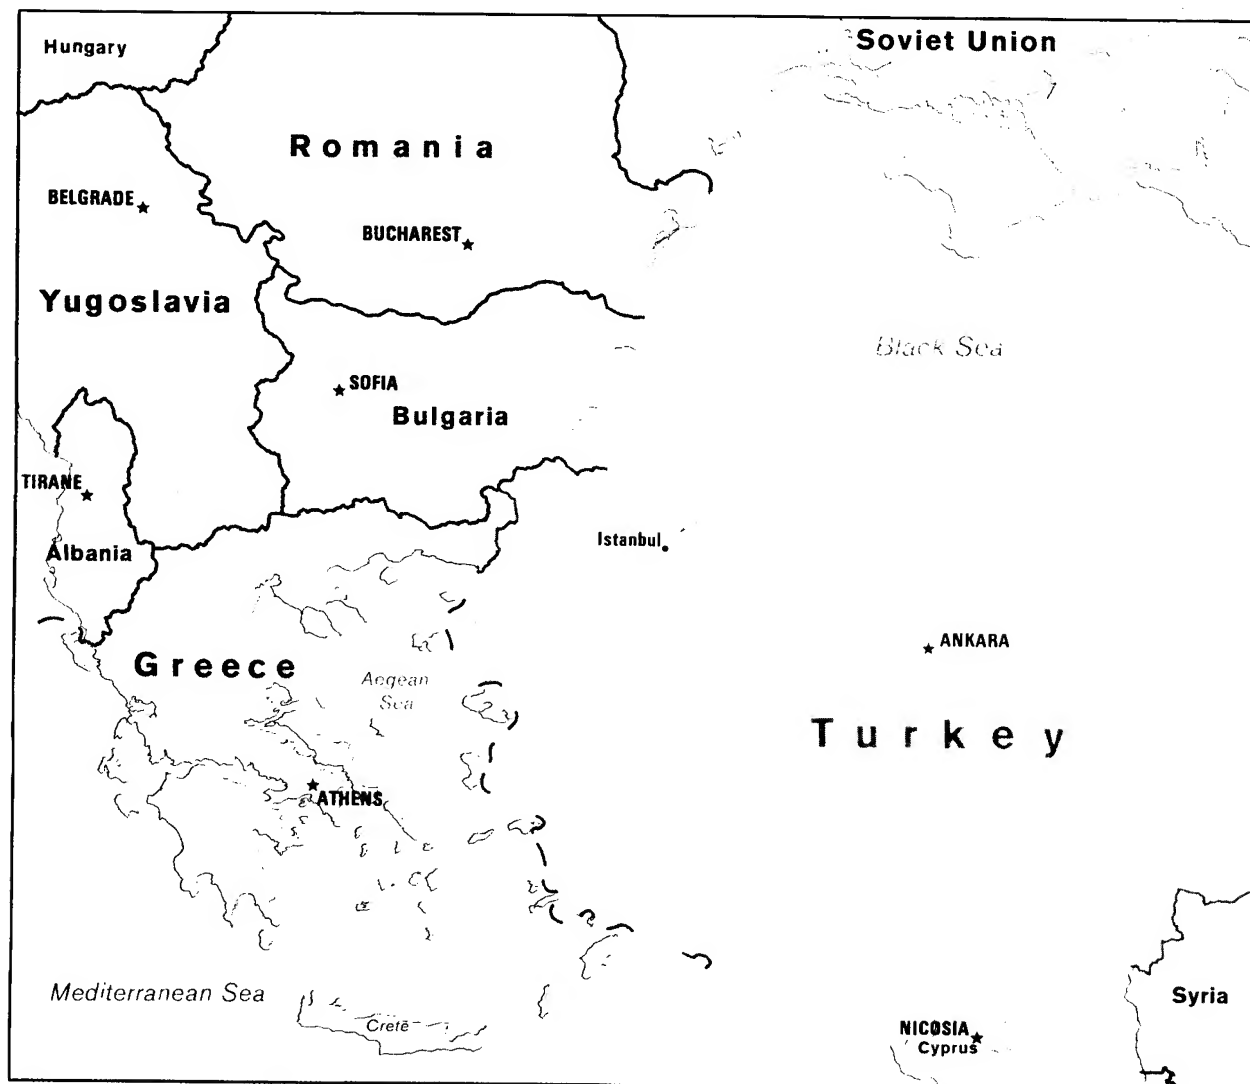 Hungary
Soviet Union
Romania
BELGRADE
BUCHAREST
Yugoslavia
Black Sea
SOFIA
Bulgaria
TIRANE
Istanbul
Albania
ANKARA
Greece
Aegean
Sea
Turkey
ATHENS
Mediterranean Sea
Syria
Crete
NICOSIA
Cyprus